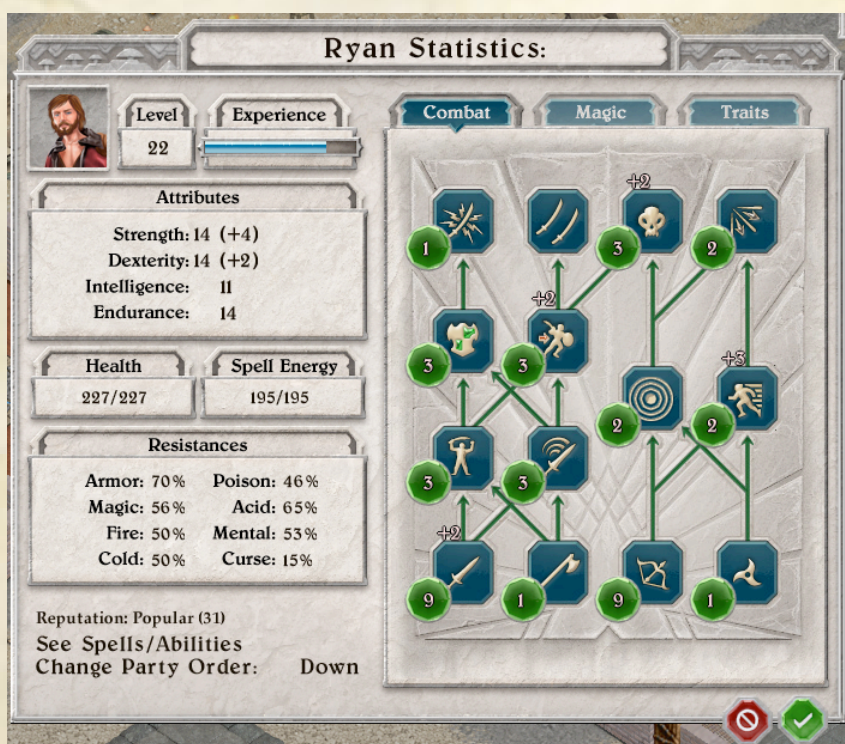 Ryan Statistics:
Level
22
Experience
Attributes
Strength: 14 (+4)
Dexterity: 14 (+2)
Intelligence: 11
Endurance: 14
Health
227/227
Spell Energy
195/195
Resistances
Armor: 70% Poison: 46%
Magic: 56% Acid: 65%
Fire: 50% Mental: 53%
Cold: 50% Curse: 15%
Reputation: Popular (31)
See Spells/Abilities
Change Party Order: Down
Combat Magic Traits
+2
1 3 2
+2
3 3
+3
2 2
3 3
+2
9 1 9 1